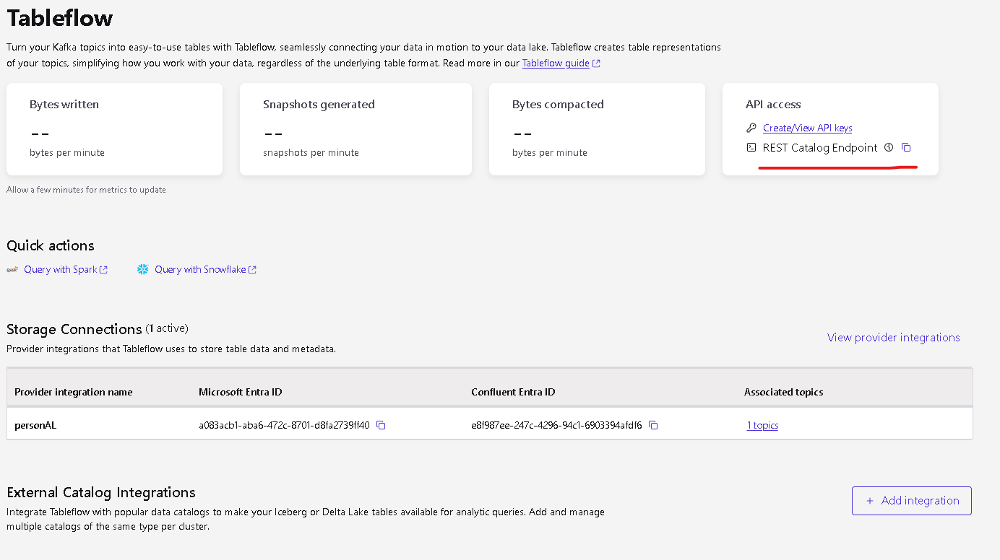 Tableflow
Turn your Kafka topics into easy-to-use tables with Tableflow, seamlessly connecting your data in motion to your data lake. Tableflow creates table representations
of your topics, simplifying how you work with your data, regardless of the underlying table format. Read more in our Tableflow guide
Bytes written
--
bytes per minute
Snapshots generated
--
snapshots per minute
Bytes compacted
--
bytes per minute
API access
Create/View API keys
REST Catalog Endpoint
Allow a few minutes for metrics to update
Quick actions
Query with Spark
Query with Snowflake
Storage Connections (1 active)
Provider integrations that Tableflow uses to store table data and metadata.
View provider integrations
Provider integration name Microsoft Entra ID Confluent Entra ID Associated topics
personAL a083acb1-aba6-472c-8701-d8fa2739ff40 e8f987ee-247c-4296-94c1-6903394afdf6 1 topics
External Catalog Integrations
Integrate Tableflow with popular data catalogs to make your Iceberg or Delta Lake tables available for analytic queries. Add and manage
multiple catalogs of the same type per cluster.
+ Add integration